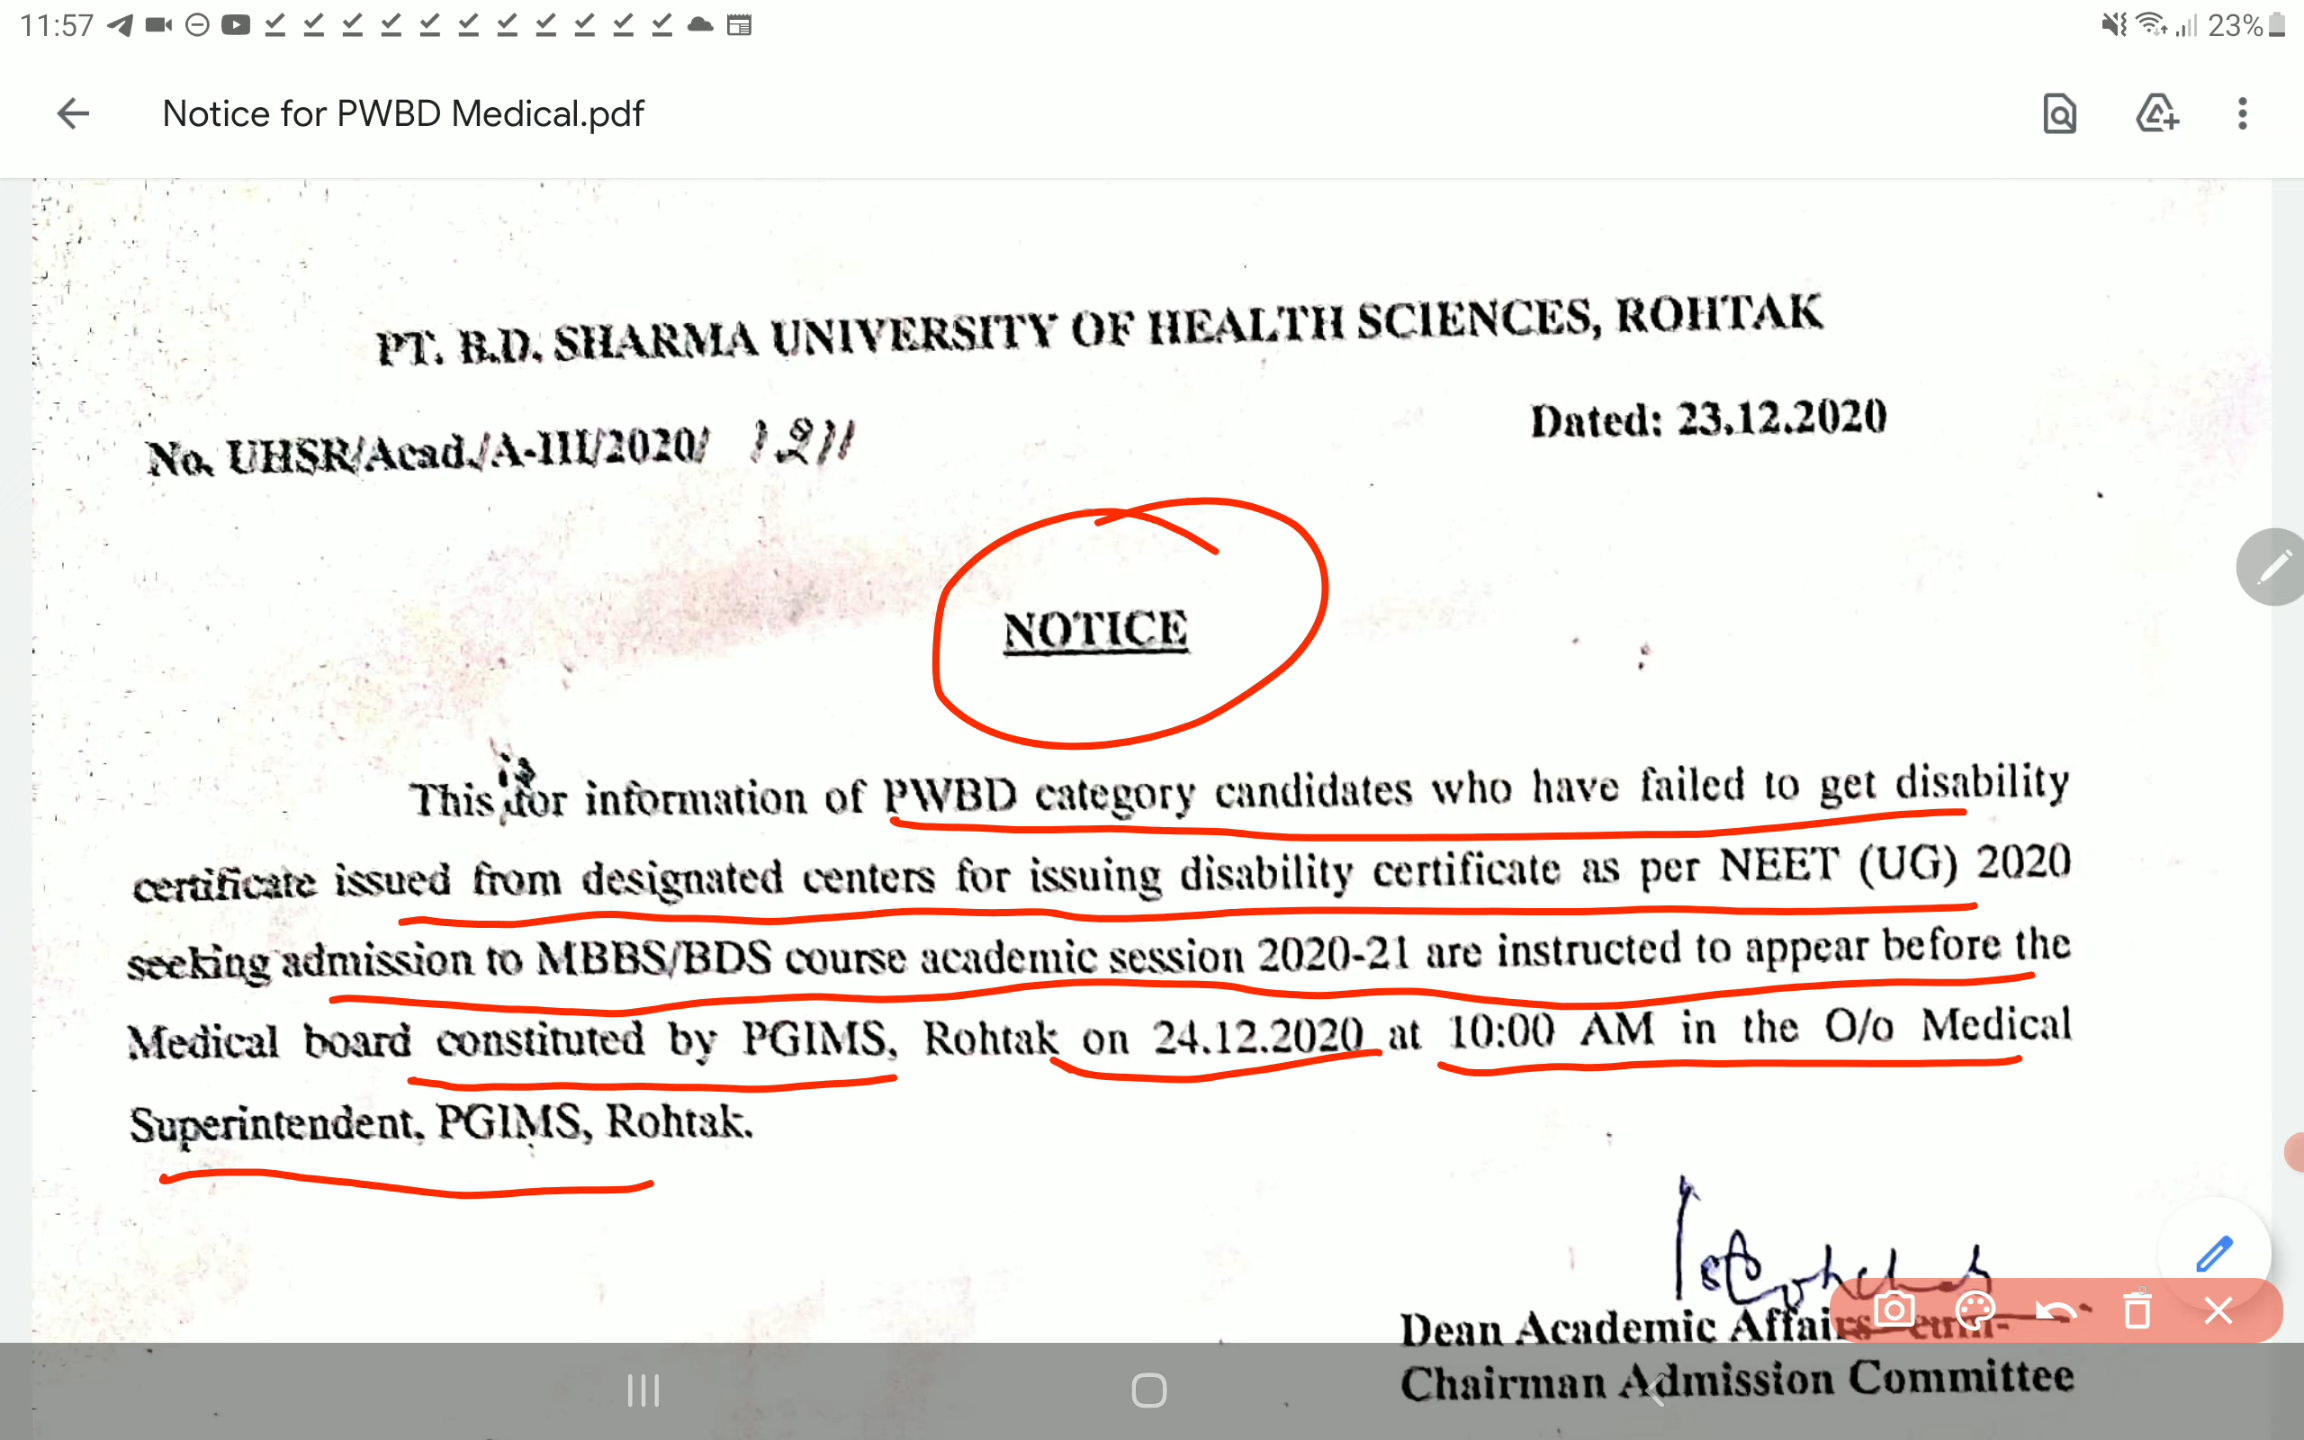 11:57
23%
Notice for PWBD Medical.pdf
PT. B.D. SHARMA UNIVERSITY OF HEALTH SCIENCES, ROHTAK
No. UHSR/Acad./A-III/2020/ 1211
Dated: 23.12.2020
NOTICE
This is for information of PWBD category candidates who have failed to get disability
certificate issued from designated centers for issuing disability certificate as per NEET (UG) 2020
seeking admission to MBBS/BDS course academic session 2020-21 are instructed to appear before the
Medical board constituted by PGIMS, Rohtak on 24.12.2020 at 10:00 AM in the O/o Medical
Superintendent, PGIMS, Rohtak.
Dean Academic Affairs-cum-
Chairman Admission Committee